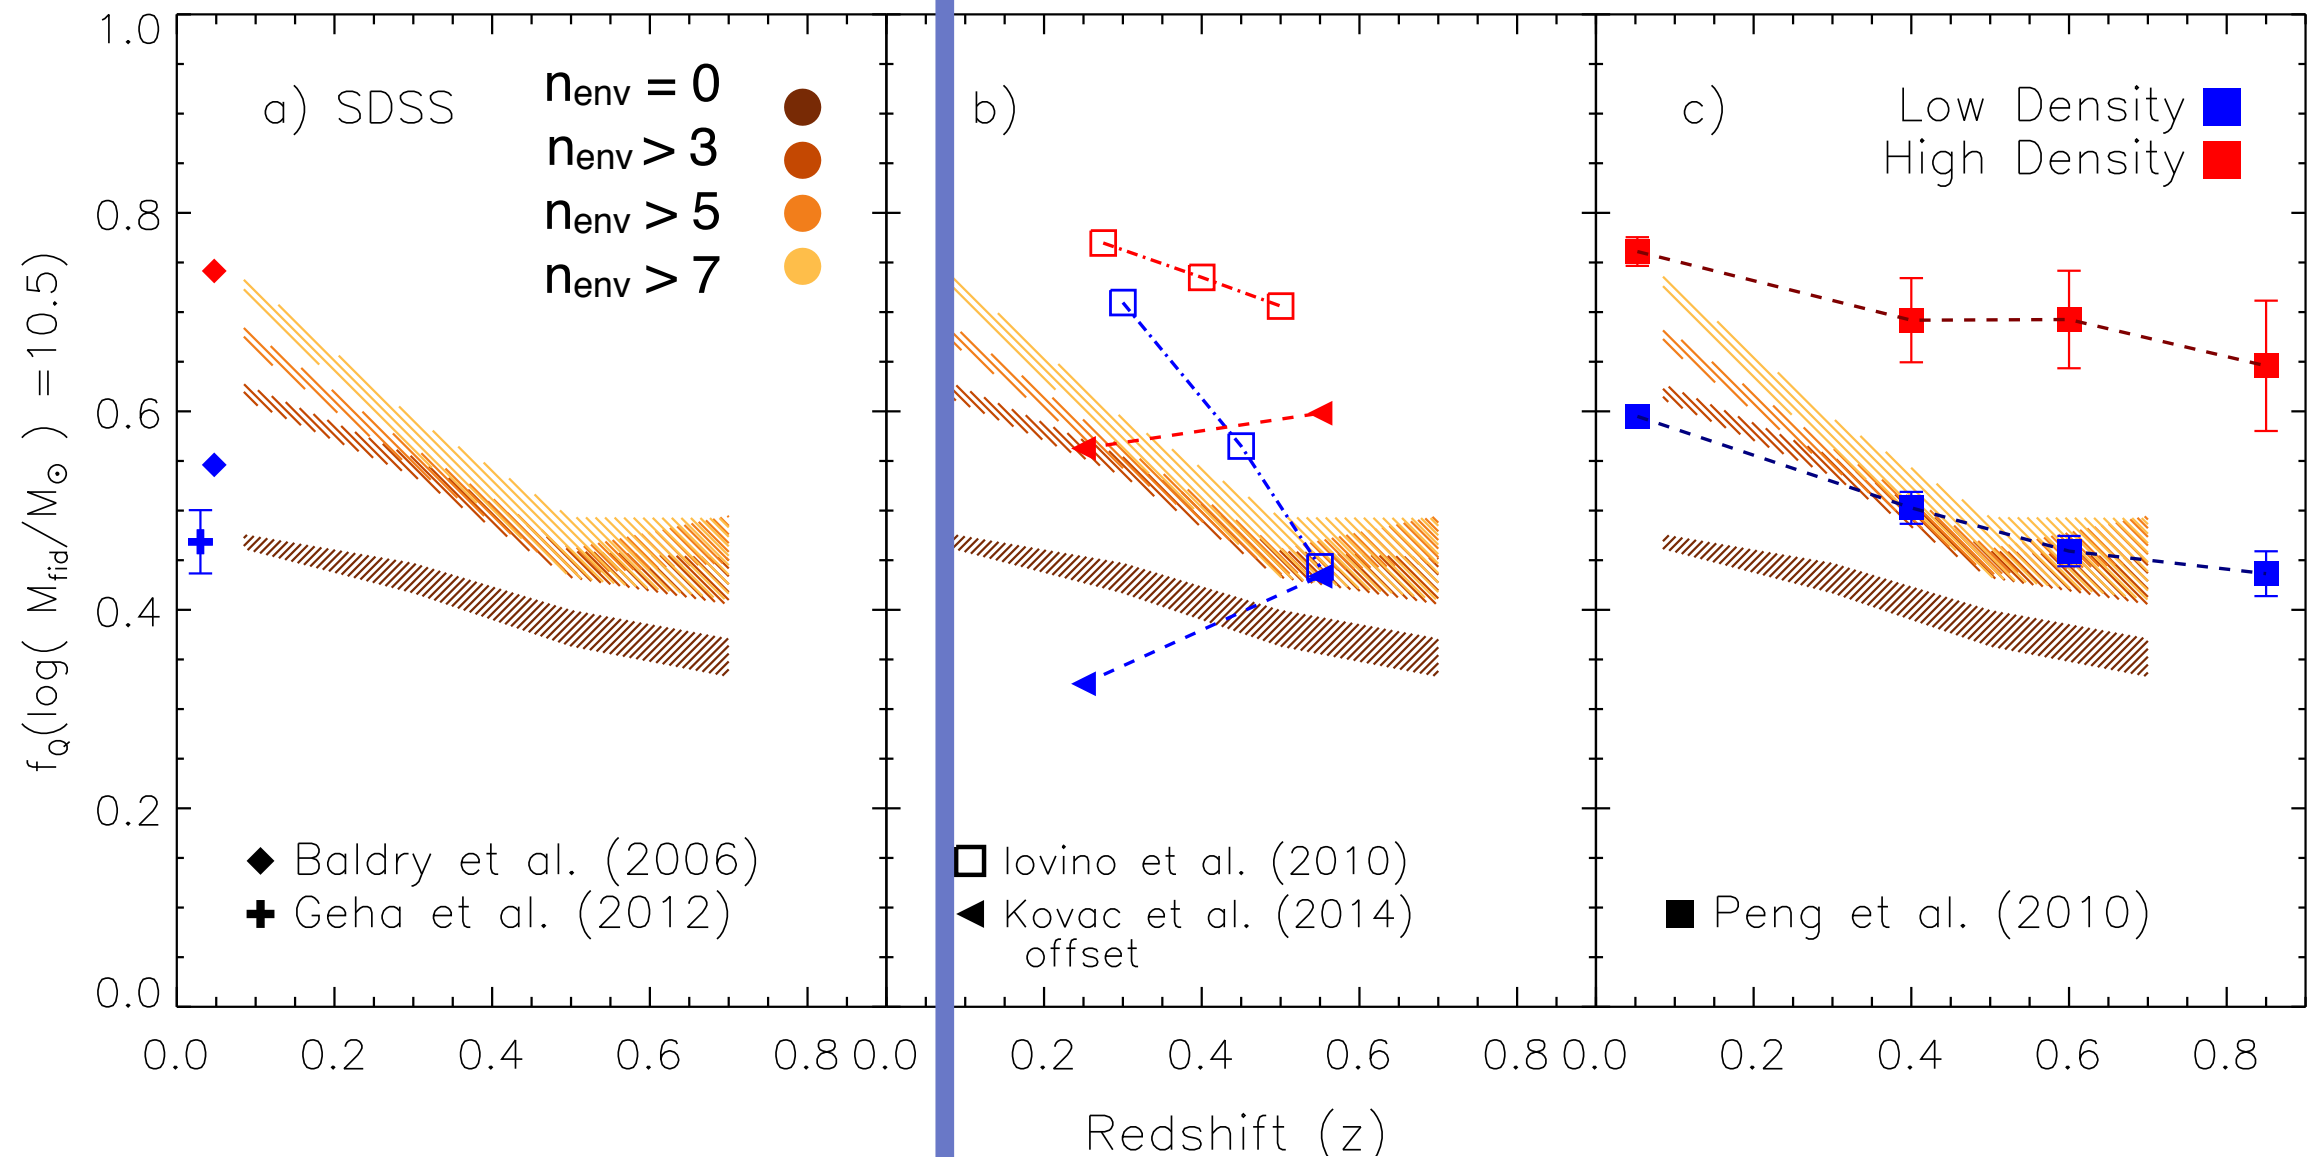 f_Q(log( M_fid/M_⊙ ) = 10.5)
1.0
0.8
0.6
0.4
0.2
0.0
a) SDSS
n_env = 0
n_env > 3
n_env > 5
n_env > 7
Baldry et al. (2006)
Geha et al. (2012)
b)
Iovino et al. (2010)
Kovac et al. (2014)
offset
c)
Low Density
High Density
Peng et al. (2010)
0.0 0.2 0.4 0.6 0.8 0.0 0.2 0.4 0.6 0.8 0.0 0.2 0.4 0.6 0.8
Redshift (z)